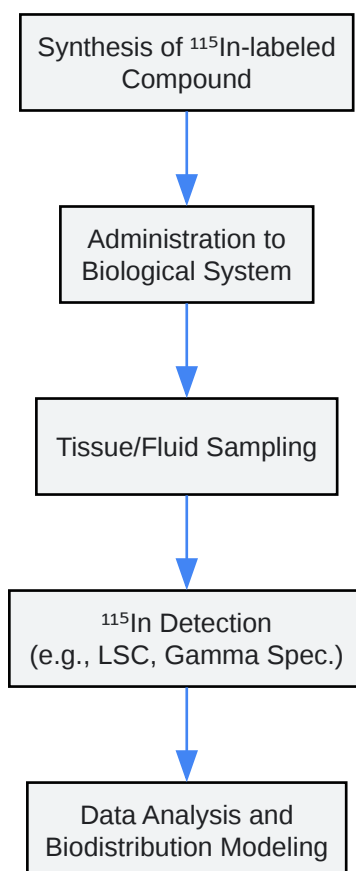 Synthesis of ¹¹⁵In-labeled
Compound
Administration to
Biological System
Tissue/Fluid Sampling
¹¹⁵In Detection
(e.g., LSC, Gamma Spec.)
Data Analysis and
Biodistribution Modeling